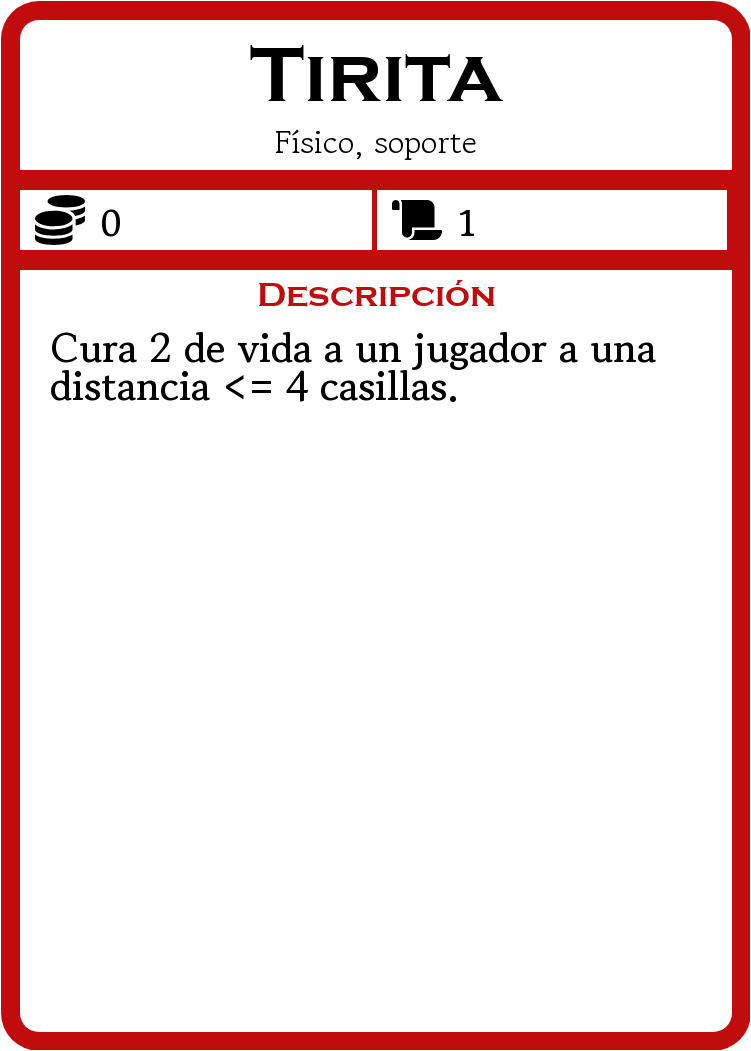 Tirita
Físico, soporte
0
1
Descripción
Cura 2 de vida a un jugador a una
distancia <= 4 casillas.